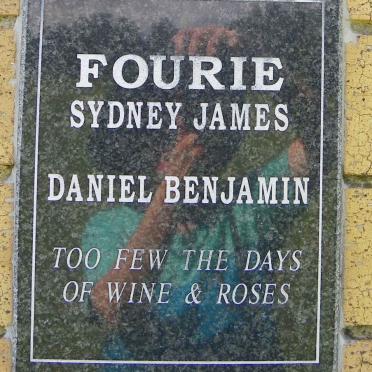 FOURIE
SYDNEY JAMES
DANIEL BENJAMIN
TOO FEW THE DAYS
OF WINE & ROSES